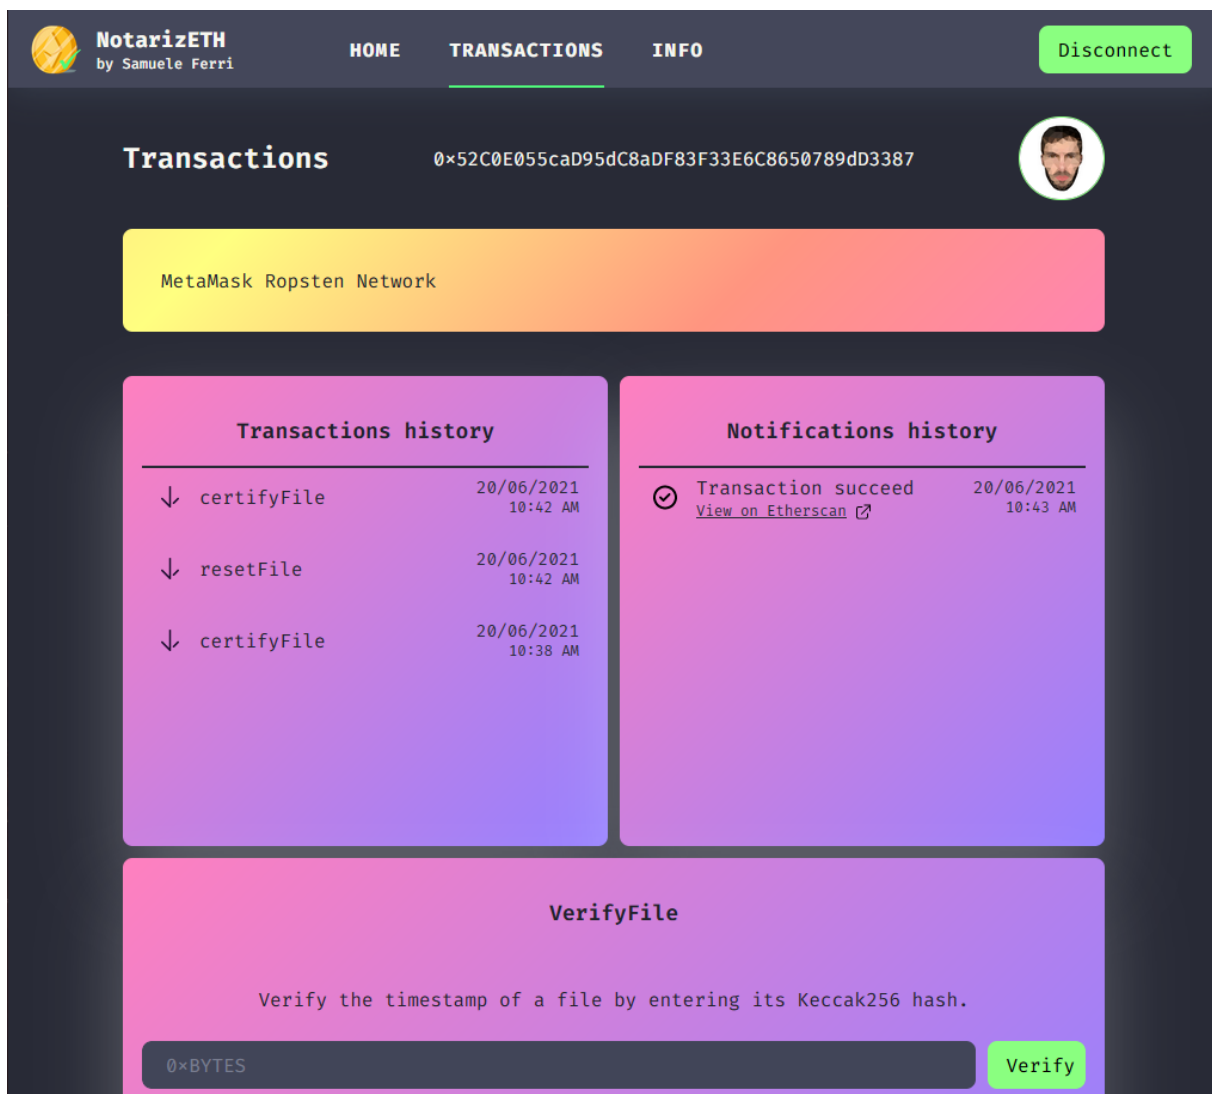 NotarizETH
by Samuele Ferri
HOME
TRANSACTIONS
INFO
Disconnect
Transactions
0×52C0E055caD95dC8aDF83F33E6C8650789dD3387
MetaMask Ropsten Network
Transactions history
certifyFile
20/06/2021
10:42 AM
resetFile
20/06/2021
10:42 AM
certifyFile
20/06/2021
10:38 AM
Notifications history
Transaction succeed
View on Etherscan
20/06/2021
10:43 AM
VerifyFile
Verify the timestamp of a file by entering its Keccak256 hash.
0×BYTES
Verify